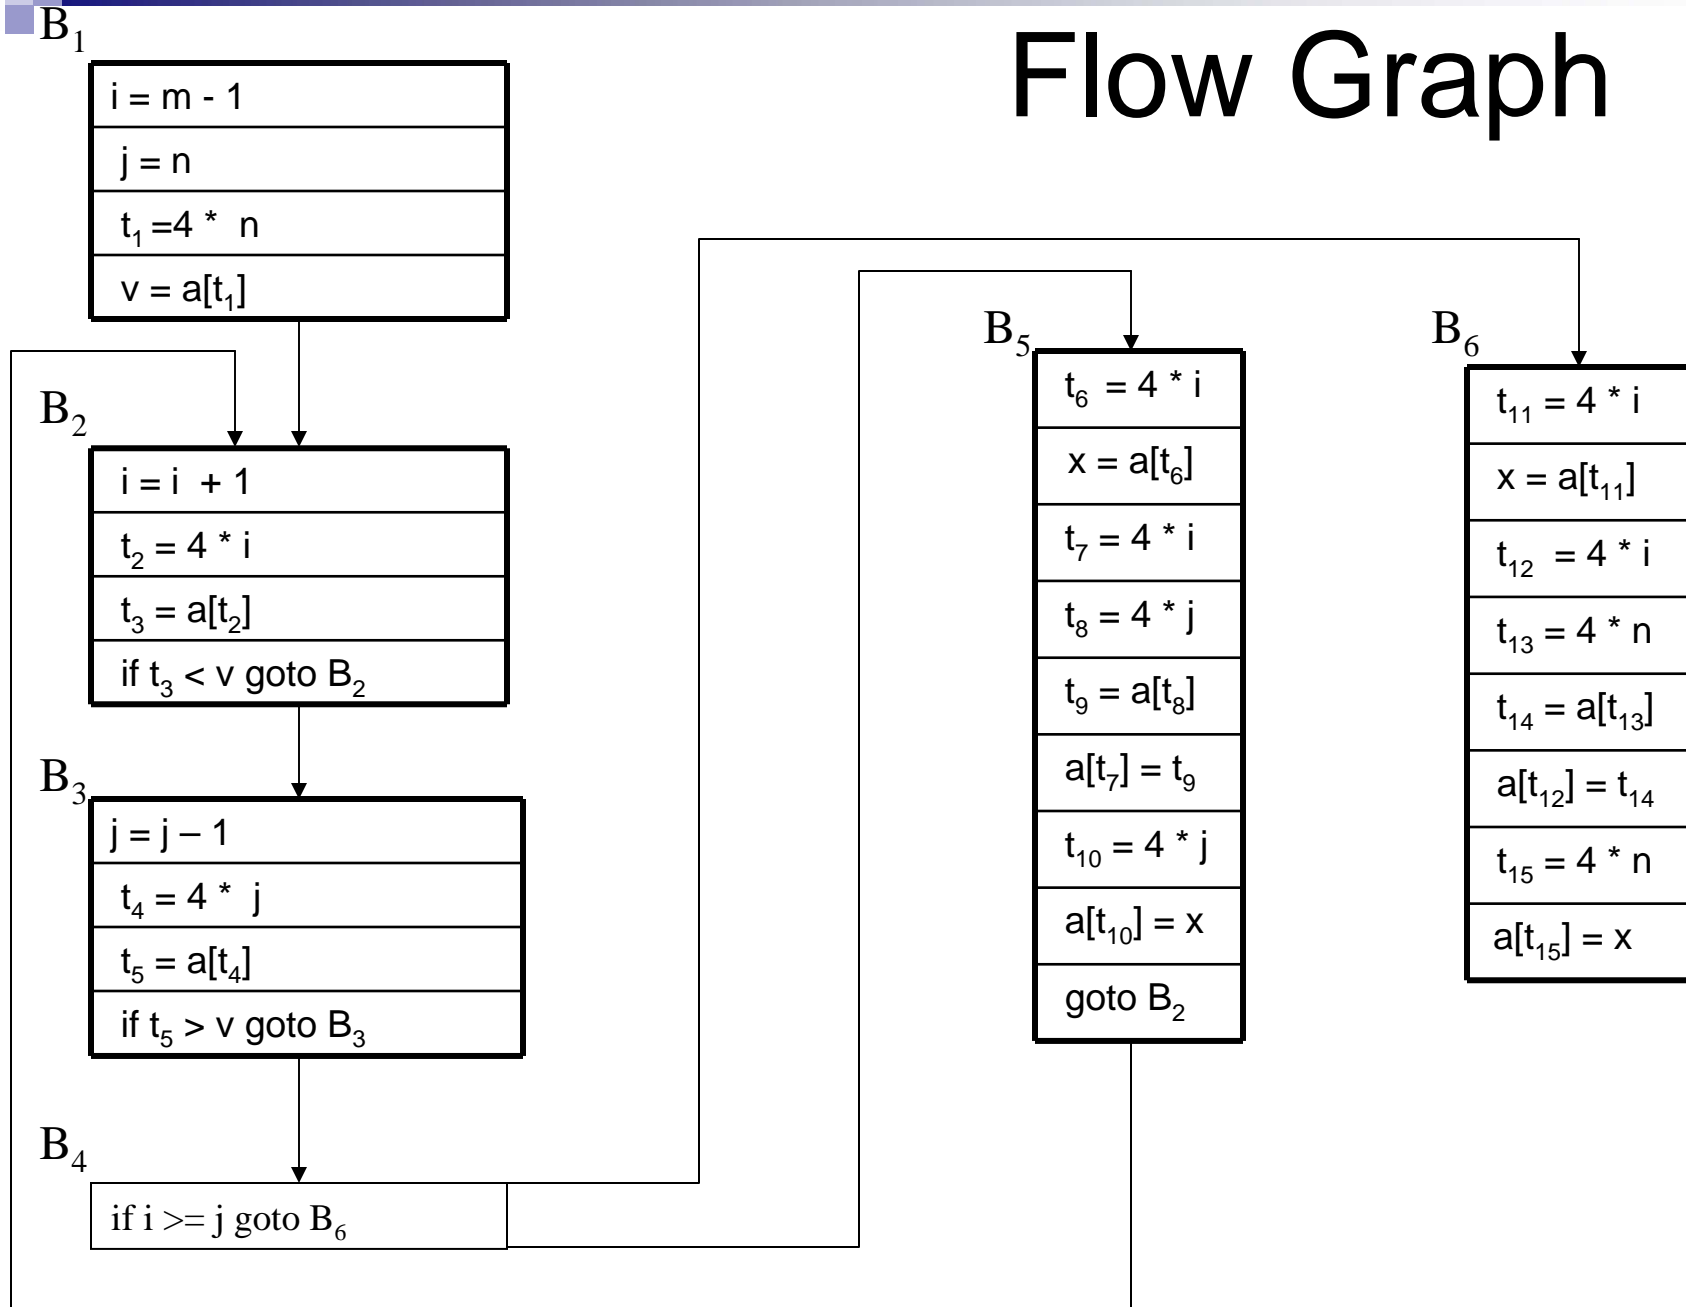 Flow Graph
B₁
i = m - 1
j = n
t₁ =4 * n
v = a[t₁]
B₂
i = i + 1
t₂ = 4 * i
t₃ = a[t₂]
if t₃ < v goto B₂
B₃
j = j – 1
t₄ = 4 * j
t₅ = a[t₄]
if t₅ > v goto B₃
B₄
if i >= j goto B₆
B₅
t₆ = 4 * i
x = a[t₆]
t₇ = 4 * i
t₈ = 4 * j
t₉ = a[t₈]
a[t₇] = t₉
t₁₀ = 4 * j
a[t₁₀] = x
goto B₂
B₆
t₁₁ = 4 * i
x = a[t₁₁]
t₁₂ = 4 * i
t₁₃ = 4 * n
t₁₄ = a[t₁₃]
a[t₁₂] = t₁₄
t₁₅ = 4 * n
a[t₁₅] = x